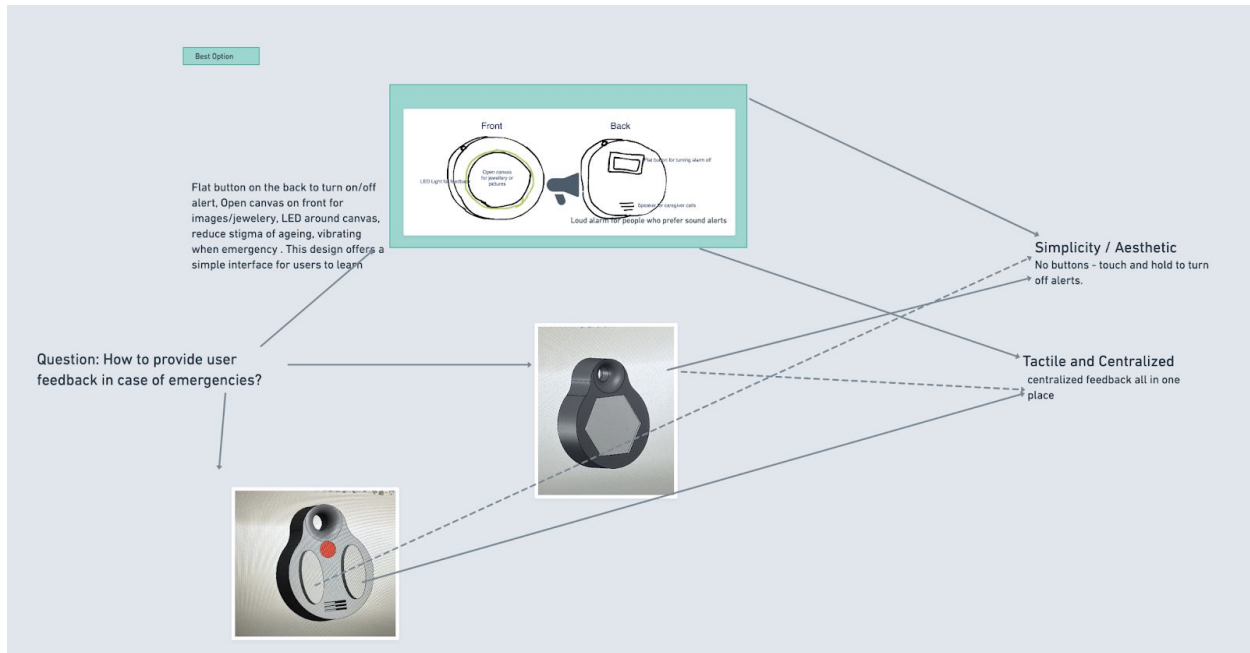 Best Option
Front
Back
Open canvas
for jewellery or
pictures
LED Light for feedback
Flat button for turning alarm off
Speaker for caregiver calls
Loud alarm for people who prefer sound alerts
Flat button on the back to turn on/off
alert, Open canvas on front for
images/jewelery, LED around canvas,
reduce stigma of ageing, vibrating
when emergency . This design offers a
simple interface for users to learn
Simplicity / Aesthetic
No buttons - touch and hold to turn
off alerts.
Question: How to provide user
feedback in case of emergencies?
Tactile and Centralized
centralized feedback all in one
place